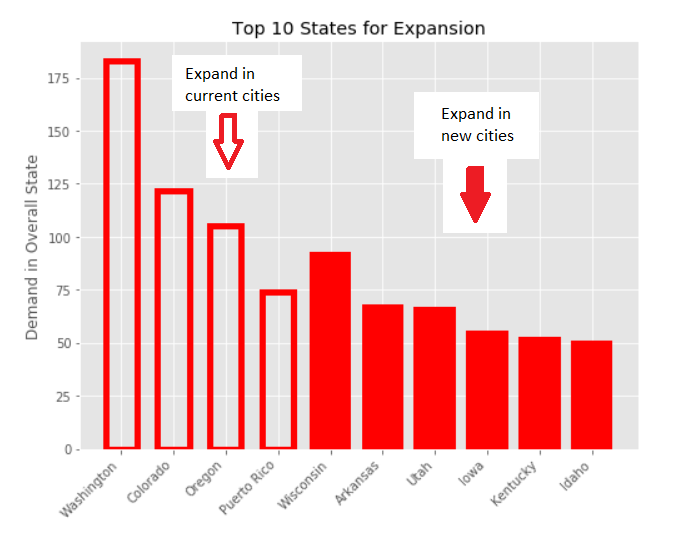 Top 10 States for Expansion
Expand in
current cities
Expand in
new cities
Demand in Overall State
175
150
125
100
75
50
25
0
Washington
Colorado
Oregon
Puerto Rico
Wisconsin
Arkansas
Utah
Iowa
Kentucky
Idaho